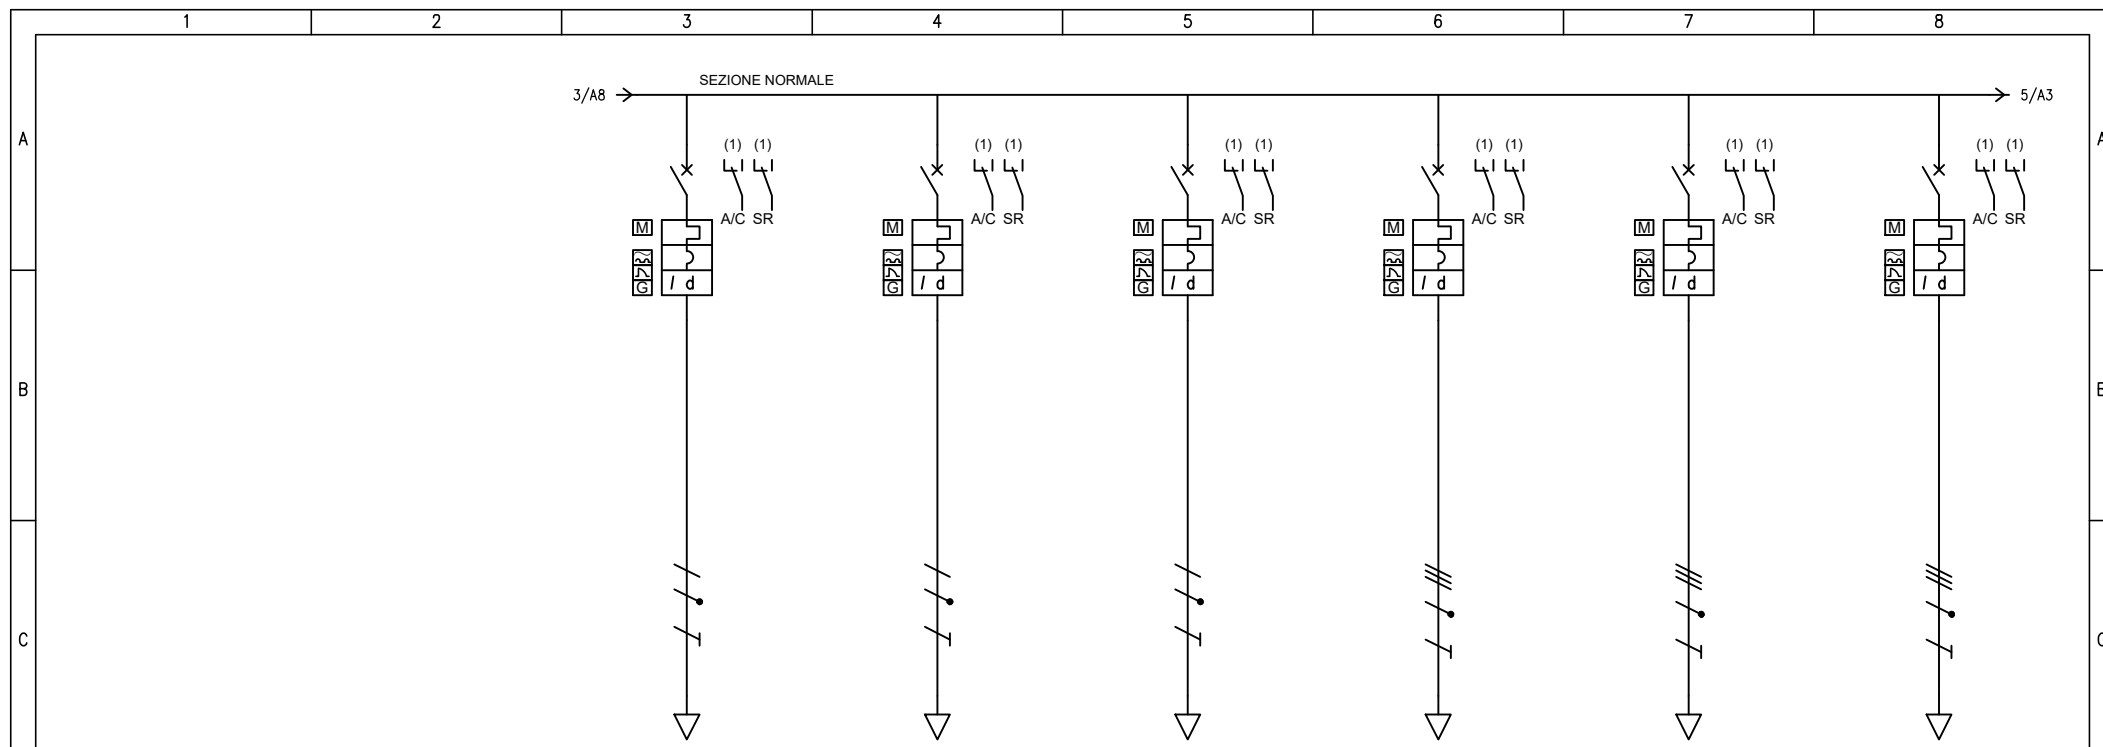 1 2 3 4 5 6 7 8
SEZIONE NORMALE
3/A8 5/A3
A A
(1) (1) (1) (1) (1) (1) (1) (1) (1) (1) (1) (1)
A/C SR A/C SR A/C SR A/C SR A/C SR A/C SR
M M M M M M
G I d G I d G I d G I d G I d G I d
B B
C C